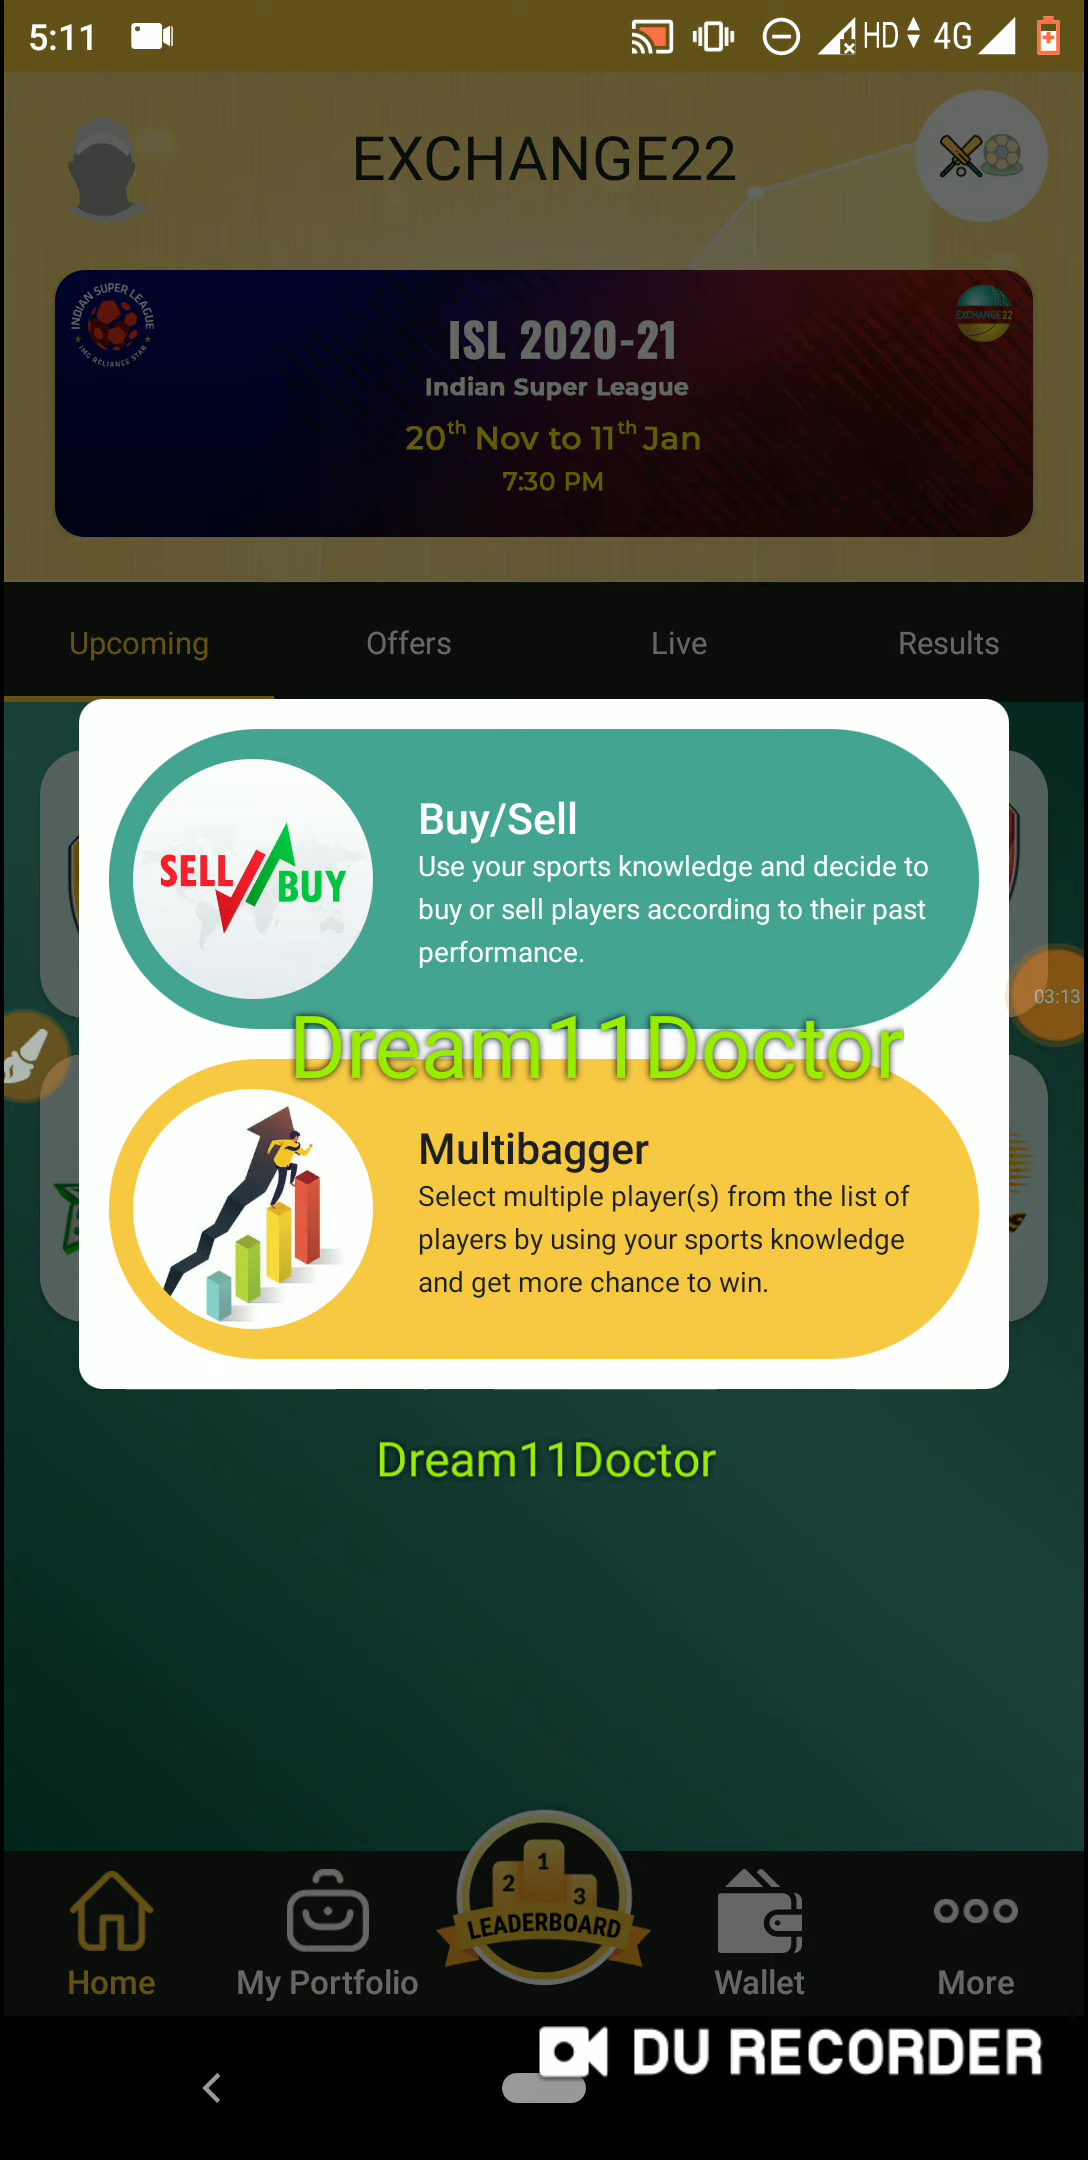 5:11
HD 4G
EXCHANGE22
INDIAN SUPER LEAGUE
IMG RELIANCE STAR
EXCHANGE22
ISL 2020-21
Indian Super League
20th Nov to 11th Jan
7:30 PM
Upcoming
Offers
Live
Results
SELL BUY
Buy/Sell
Use your sports knowledge and decide to
buy or sell players according to their past
performance.
03:13
Dream11Doctor
Multibagger
Select multiple player(s) from the list of
players by using your sports knowledge
and get more chance to win.
Dream11Doctor
1
2
3
LEADERBOARD
Home
My Portfolio
Wallet
More
DU RECORDER